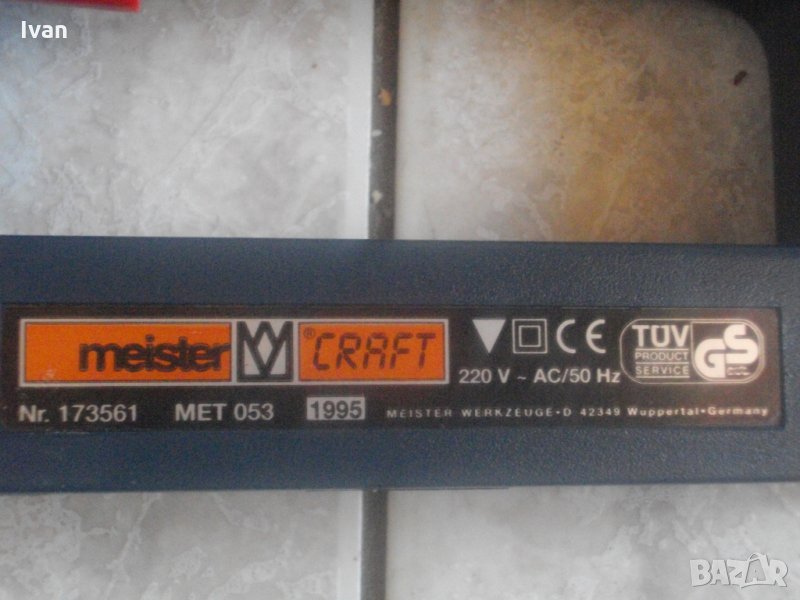 Ivan
meister ® CRAFT
CE
220 V ~ AC/50 Hz
TÜV
PRODUCT
SERVICE
GS
Nr. 173561 MET 053 1995 MEISTER WERKZEUGE · D 42349 Wuppertal · Germany
BAZAR